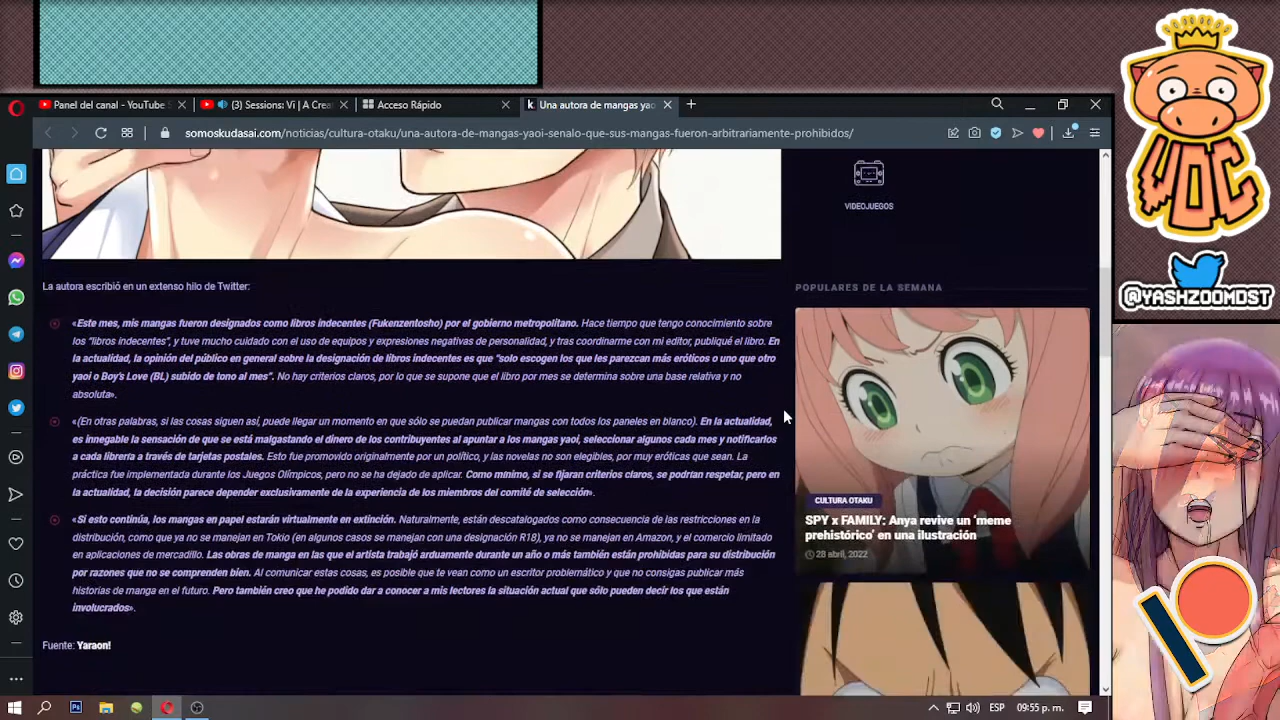 Panel del canal - YouTube S
(3) Sessions: Vi | A Crea
Acceso Rápido
Una autora de mangas yao
somoskudasai.com/noticias/cultura-otaku/una-autora-de-mangas-yaoi-senalo-que-sus-mangas-fueron-arbitrariamente-prohibidos/
VIDEOJUEGOS
La autora escribió en un extenso hilo de Twitter:
«Este mes, mis mangas fueron designados como libros indecentes (Fukenzentosho) por el gobierno metropolitano. Hace tiempo que tengo conocimiento sobre
los "libros indecentes", y tuve mucho cuidado con el uso de equipos y expresiones negativas de personalidad, y tras coordinarme con mi editor, publiqué el libro. En
la actualidad, la opinión del público en general sobre la designación de libros indecentes es que "solo escogen los que les parezcan más eróticos o uno que otro
yaoi o Boy's Love (BL) subido de tono al mes". No hay criterios claros, por lo que se supone que el libro por mes se determina sobre una base relativa y no
absoluta».
«(En otras palabras, si las cosas siguen así, puede llegar un momento en que sólo se puedan publicar mangas con todos los paneles en blanco). En la actualidad,
es innegable la sensación de que se está malgastando el dinero de los contribuyentes al apuntar a los mangas yaoi, seleccionar algunos cada mes y notificarlos
a cada librería a través de tarjetas postales. Esto fue promovido originalmente por un político, y las novelas no son elegibles, por muy eróticas que sean. La
práctica fue implementada durante los Juegos Olímpicos, pero no se ha dejado de aplicar. Como mínimo, si se fijaran criterios claros, se podrían respetar, pero en
la actualidad, la decisión parece depender exclusivamente de la experiencia de los miembros del comité de selección».
«Si esto continúa, los mangas en papel estarán virtualmente en extinción. Naturalmente, están descatalogados como consecuencia de las restricciones en la
distribución, como que ya no se manejan en Tokio (en algunos casos se manejan con una designación R18), ya no se manejan en Amazon, y el comercio limitado
en aplicaciones de mercadillo. Las obras de manga en las que el artista trabajó arduamente durante un año o más también están prohibidas para su distribución
por razones que no se comprenden bien. Al comunicar estas cosas, es posible que te vean como un escritor problemático y que no consigas publicar más
historias de manga en el futuro. Pero también creo que he podido dar a conocer a mis lectores la situación actual que sólo pueden decir los que están
involucrados».
Fuente: Yaraon!
POPULARES DE LA SEMANA
CULTURA OTAKU
SPY x FAMILY: Anya revive un 'meme
prehistórico' en una ilustración
28 abril, 2022
VOC
@YASHZOOMDST
ESP
09:55 p. m.